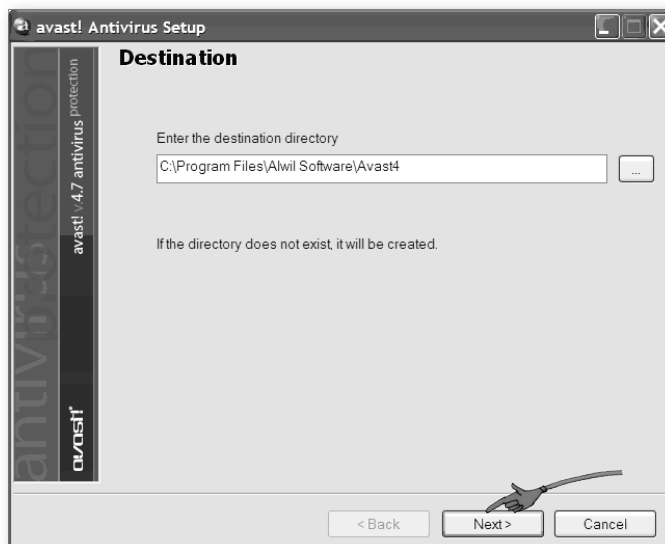 avast! Antivirus Setup
Destination
antivirus protection
avast! v.4.7 antivirus protection
avast!
Enter the destination directory
C:\Program Files\Alwil Software\Avast4
...
If the directory does not exist, it will be created.
< Back
Next >
Cancel